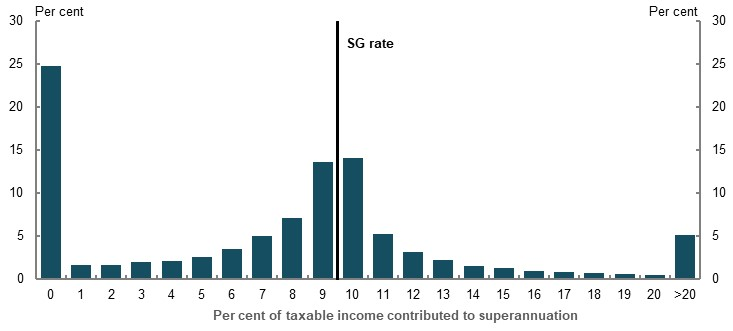 Per cent Per cent
30 30
SG rate
25 25
20 20
15 15
10 10
5 5
0 0
0 1 2 3 4 5 6 7 8 9 10 11 12 13 14 15 16 17 18 19 20 >20
Per cent of taxable income contributed to superannuation